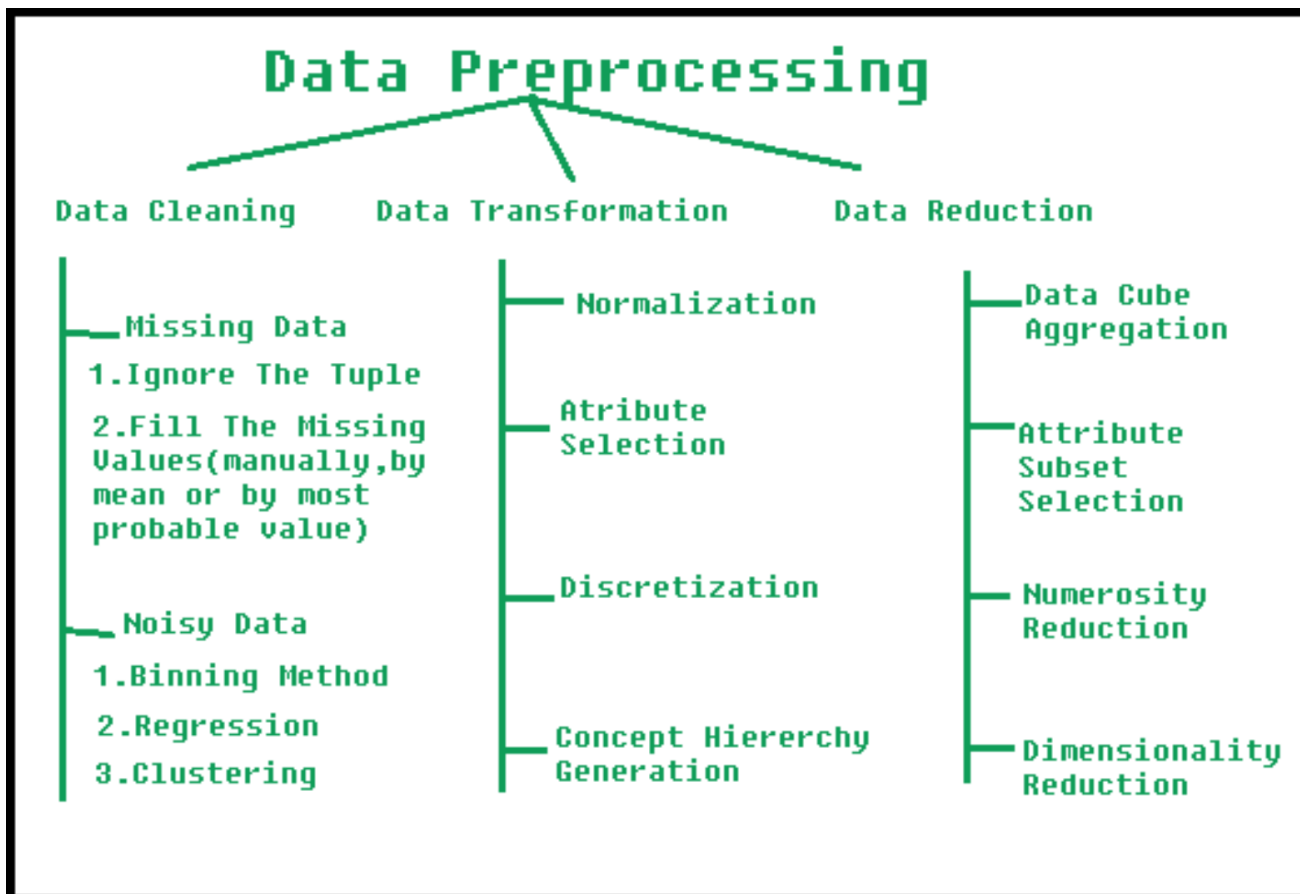 Data Preprocessing
Data Cleaning
Missing Data
1.Ignore The Tuple
2.Fill The Missing
Values(manually,by
mean or by most
probable value)
Noisy Data
1.Binning Method
2.Regression
3.Clustering
Data Transformation
Normalization
Atribute
Selection
Discretization
Concept Hiererchy
Generation
Data Reduction
Data Cube
Aggregation
Attribute
Subset
Selection
Numerosity
Reduction
Dimensionality
Reduction